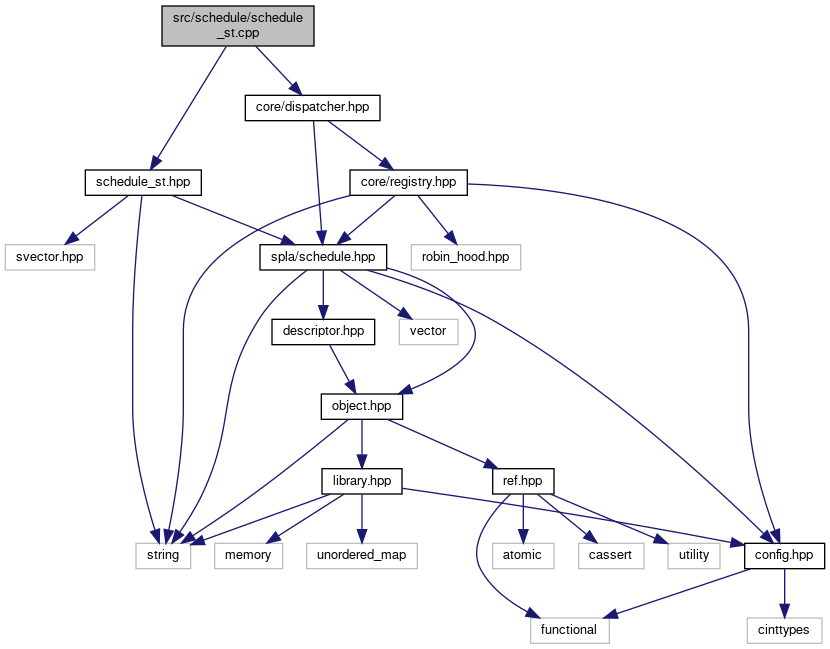 src/schedule/schedule
_st.cpp
core/dispatcher.hpp
schedule_st.hpp
core/registry.hpp
svector.hpp
spla/schedule.hpp
robin_hood.hpp
descriptor.hpp
vector
object.hpp
library.hpp
ref.hpp
string
memory
unordered_map
atomic
cassert
utility
config.hpp
functional
cinttypes